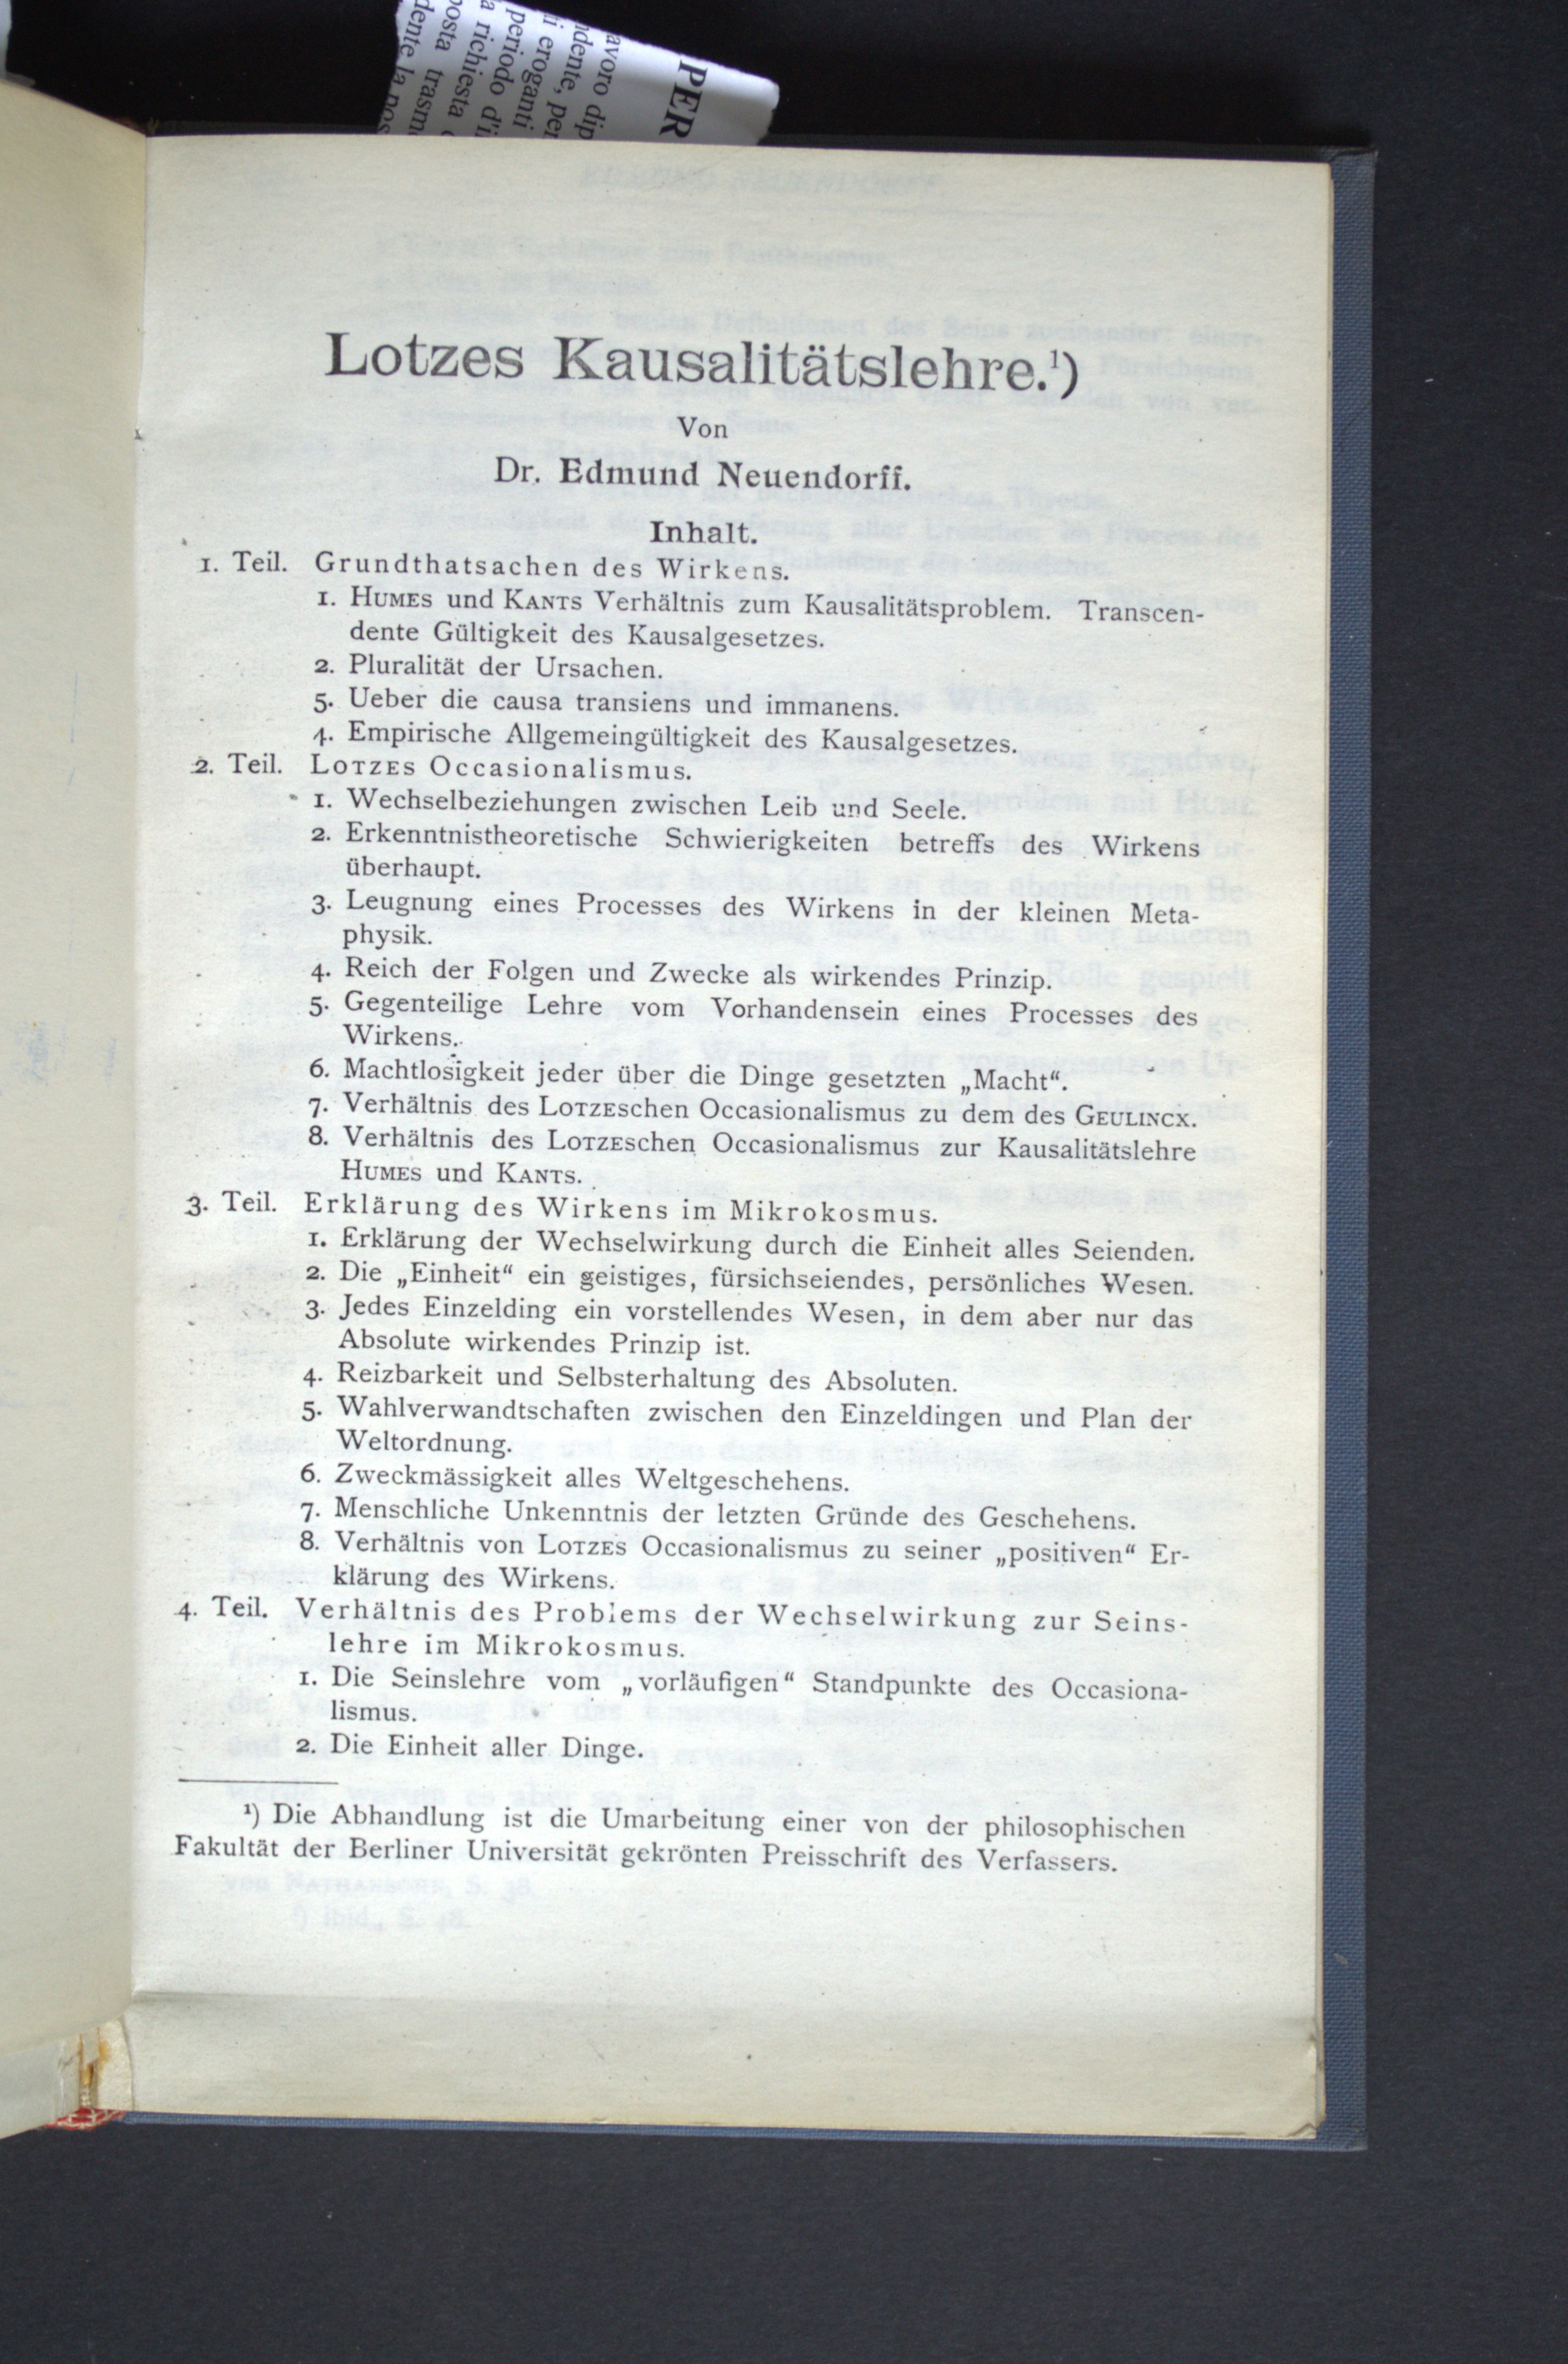 PER
avoro dip
dente, per
i eroganti
periodo d'i
a richiesta
posta trasm
dente la pos
Lotzes Kausalitätslehre.¹)
Von
Dr. Edmund Neuendorff.
Inhalt.
1. Teil. Grundthatsachen des Wirkens.
1. HUMES und KANTS Verhältnis zum Kausalitätsproblem. Transcen-
dente Gültigkeit des Kausalgesetzes.
2. Pluralität der Ursachen.
5. Ueber die causa transiens und immanens.
4. Empirische Allgemeingültigkeit des Kausalgesetzes.
2. Teil. LOTZES Occasionalismus.
1. Wechselbeziehungen zwischen Leib und Seele.
2. Erkenntnistheoretische Schwierigkeiten betreffs des Wirkens
überhaupt.
3. Leugnung eines Processes des Wirkens in der kleinen Meta-
physik.
4. Reich der Folgen und Zwecke als wirkendes Prinzip.
5. Gegenteilige Lehre vom Vorhandensein eines Processes des
Wirkens.
6. Machtlosigkeit jeder über die Dinge gesetzten „Macht“.
7. Verhältnis des LOTZEschen Occasionalismus zu dem des GEULINCX.
8. Verhältnis des LOTZEschen Occasionalismus zur Kausalitätslehre
HUMES und KANTS.
3. Teil. Erklärung des Wirkens im Mikrokosmus.
1. Erklärung der Wechselwirkung durch die Einheit alles Seienden.
2. Die „Einheit“ ein geistiges, fürsichseiendes, persönliches Wesen.
3. Jedes Einzelding ein vorstellendes Wesen, in dem aber nur das
Absolute wirkendes Prinzip ist.
4. Reizbarkeit und Selbsterhaltung des Absoluten.
5. Wahlverwandtschaften zwischen den Einzeldingen und Plan der
Weltordnung.
6. Zweckmässigkeit alles Weltgeschehens.
7. Menschliche Unkenntnis der letzten Gründe des Geschehens.
8. Verhältnis von LOTZES Occasionalismus zu seiner „positiven“ Er-
klärung des Wirkens.
4. Teil. Verhältnis des Problems der Wechselwirkung zur Seins-
lehre im Mikrokosmus.
1. Die Seinslehre vom „vorläufigen“ Standpunkte des Occasiona-
lismus.
2. Die Einheit aller Dinge.
¹) Die Abhandlung ist die Umarbeitung einer von der philosophischen
Fakultät der Berliner Universität gekrönten Preisschrift des Verfassers.